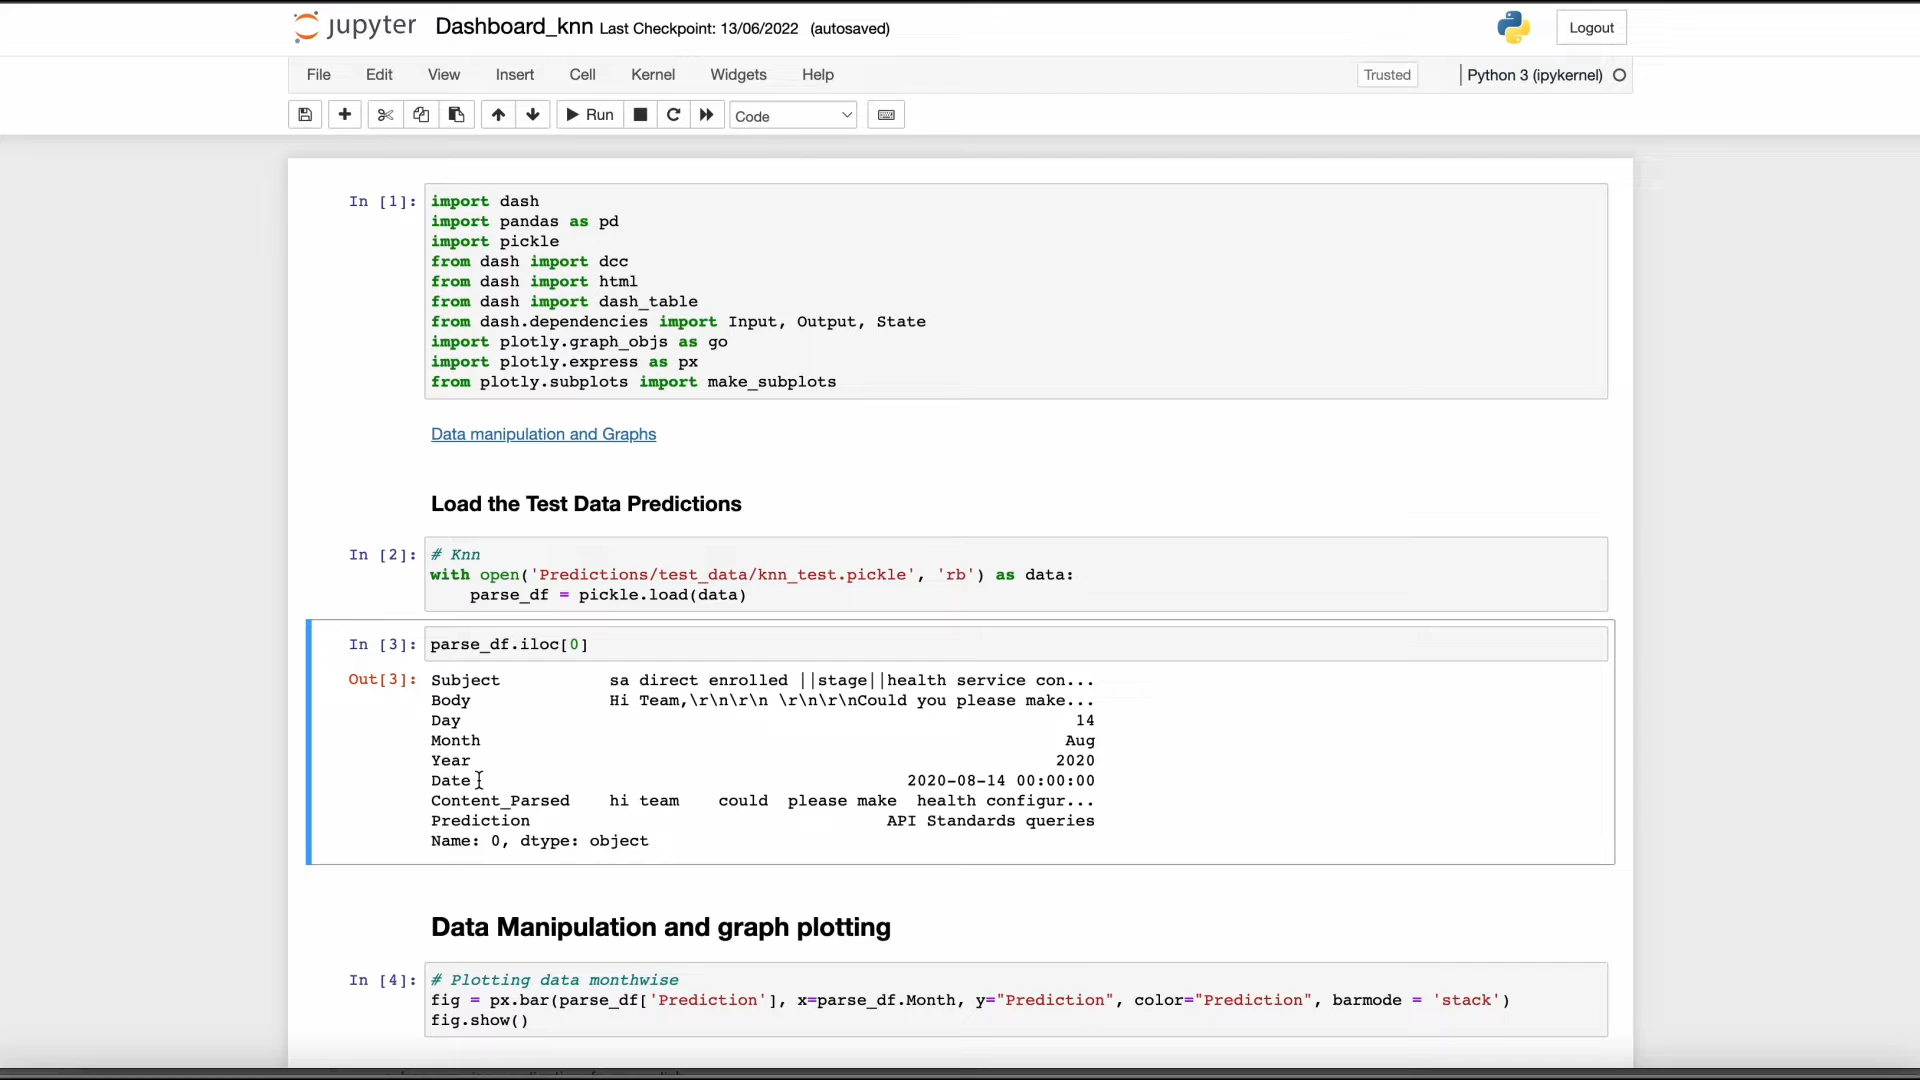 jupyter Dashboard_knn Last Checkpoint: 13/06/2022 (autosaved) Logout
File Edit View Insert Cell Kernel Widgets Help Trusted Python 3 (ipykernel)
Run Code
In [1]: import dash
import pandas as pd
import pickle
from dash import dcc
from dash import html
from dash import dash_table
from dash.dependencies import Input, Output, State
import plotly.graph_objs as go
import plotly.express as px
from plotly.subplots import make_subplots
Data manipulation and Graphs
Load the Test Data Predictions
In [2]: # Knn
with open('Predictions/test_data/knn_test.pickle', 'rb') as data:
parse_df = pickle.load(data)
In [3]: parse_df.iloc[0]
Out[3]: Subject sa direct enrolled ||stage||health service con...
Body Hi Team,\r\n\r\n \r\n\r\nCould you please make...
Day 14
Month Aug
Year 2020
Date 2020-08-14 00:00:00
Content_Parsed hi team could please make health configur...
Prediction API Standards queries
Name: 0, dtype: object
Data Manipulation and graph plotting
In [4]: # Plotting data monthwise
fig = px.bar(parse_df['Prediction'], x=parse_df.Month, y="Prediction", color="Prediction", barmode = 'stack')
fig.show()